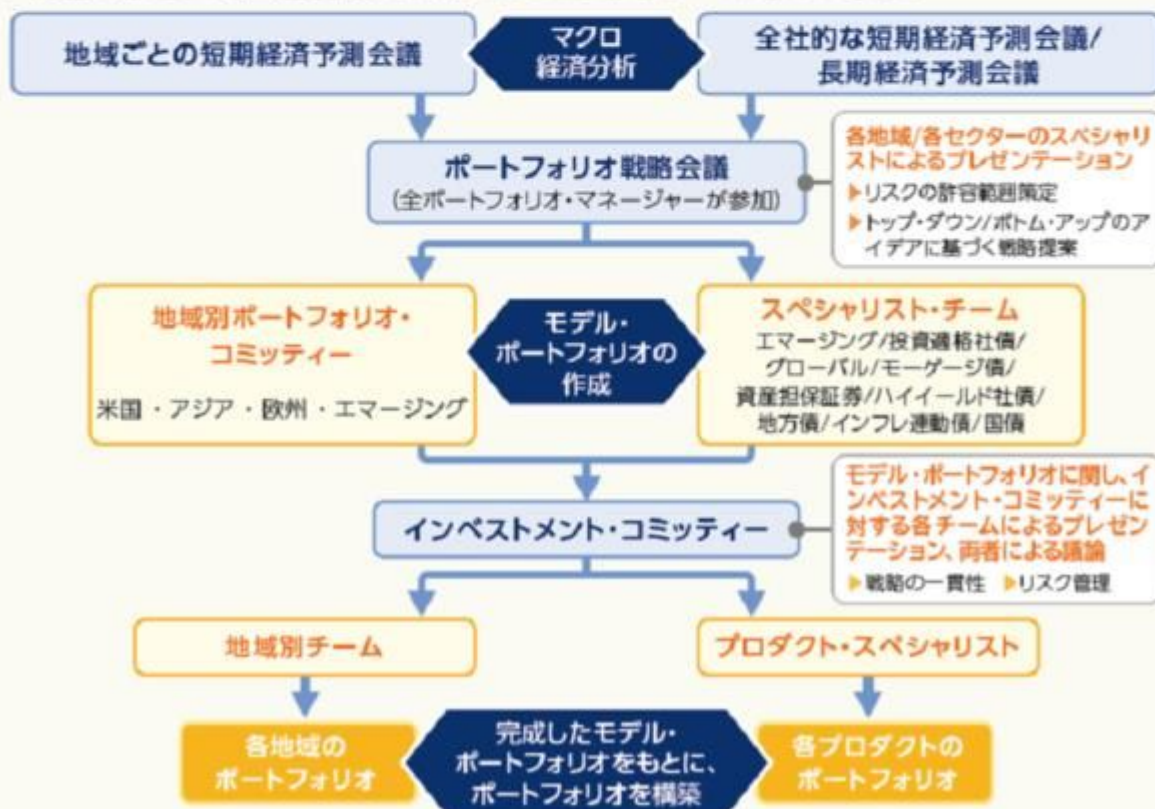 地域ごとの短期経済予測会議
マクロ
経済分析
全社的な短期経済予測会議/
長期経済予測会議
ポートフォリオ戦略会議
(全ポートフォリオ・マネージャーが参加)
各地域/各セクターのスペシャリ
ストによるプレゼンテーション
▶リスクの許容範囲策定
▶トップ・ダウン/ボトム・アップのア
イデアに基づく戦略提案
地域別ポートフォリオ・
コミッティー
米国・アジア・欧州・エマージング
モデル・
ポートフォリオの
作成
スペシャリスト・チーム
エマージング/投資適格社債/
グローバル/モーゲージ債/
資産担保証券/ハイイールド社債/
地方債/インフレ連動債/国債
インベストメント・コミッティー
モデル・ポートフォリオに関し、イ
ンベストメント・コミッティーに
対する各チームによるプレゼン
テーション、両者による議論
▶戦略の一貫性 ▶リスク管理
地域別チーム
プロダクト・スペシャリスト
各地域の
ポートフォリオ
完成したモデル・
ポートフォリオをもとに、
ポートフォリオを構築
各プロダクトの
ポートフォリオ